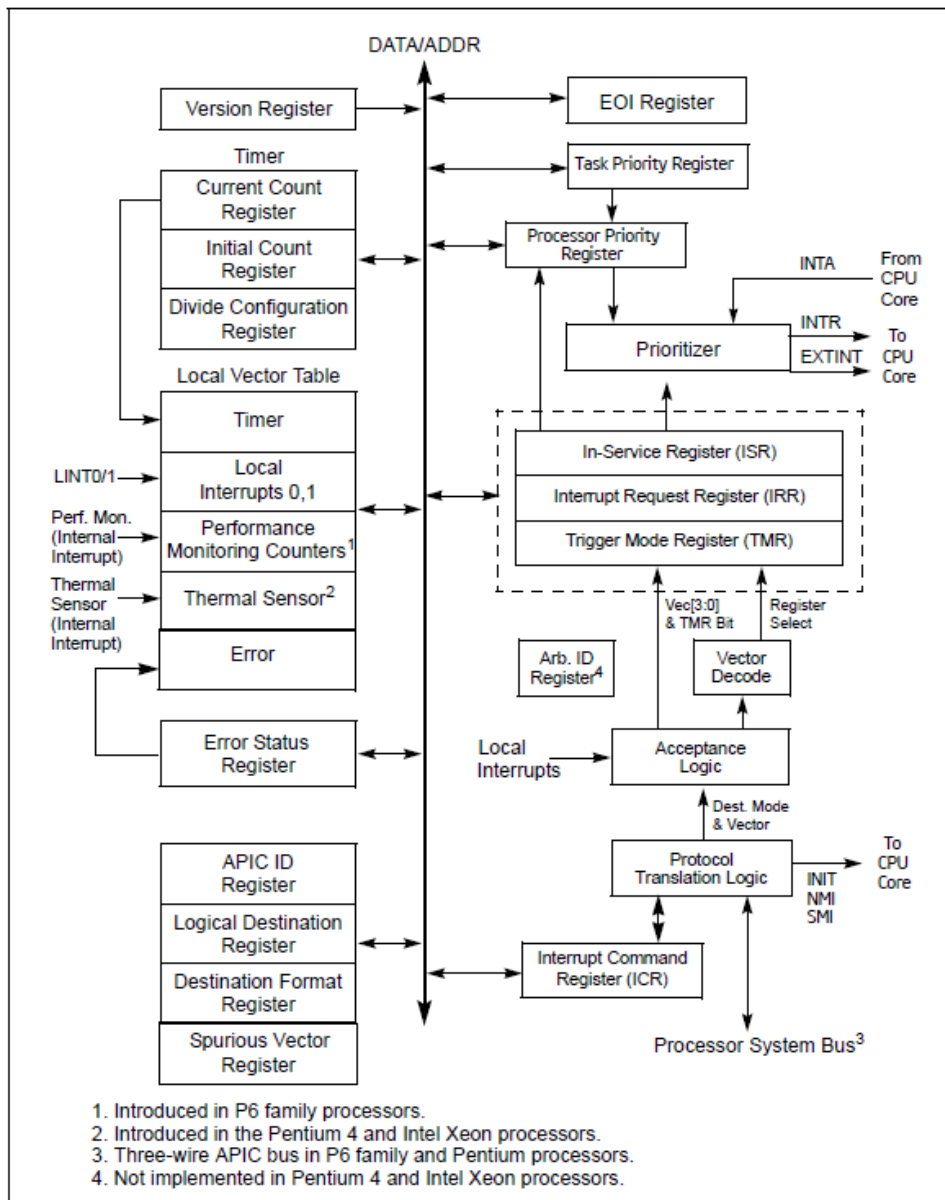 DATA/ADDR
Version Register
EOI Register
Timer
Current Count
Register
Initial Count
Register
Divide Configuration
Register
Task Priority Register
Processor Priority
Register
INTA
From
CPU
Core
Prioritizer
INTR
EXTINT
To
CPU
Core
Local Vector Table
Timer
LINT0/1
Local
Interrupts 0,1
Perf. Mon.
(Internal
Interrupt)
Performance
Monitoring Counters1
Thermal
Sensor
(Internal
Interrupt)
Thermal Sensor2
Error
Error Status
Register
In-Service Register (ISR)
Interrupt Request Register (IRR)
Trigger Mode Register (TMR)
Vec[3:0]
& TMR Bit
Register
Select
Arb. ID
Register4
Vector
Decode
Local
Interrupts
Acceptance
Logic
Dest. Mode
& Vector
Protocol
Translation Logic
INIT
NMI
SMI
To
CPU
Core
APIC ID
Register
Logical Destination
Register
Destination Format
Register
Spurious Vector
Register
Interrupt Command
Register (ICR)
Processor System Bus3
1. Introduced in P6 family processors.
2. Introduced in the Pentium 4 and Intel Xeon processors.
3. Three-wire APIC bus in P6 family and Pentium processors.
4. Not implemented in Pentium 4 and Intel Xeon processors.